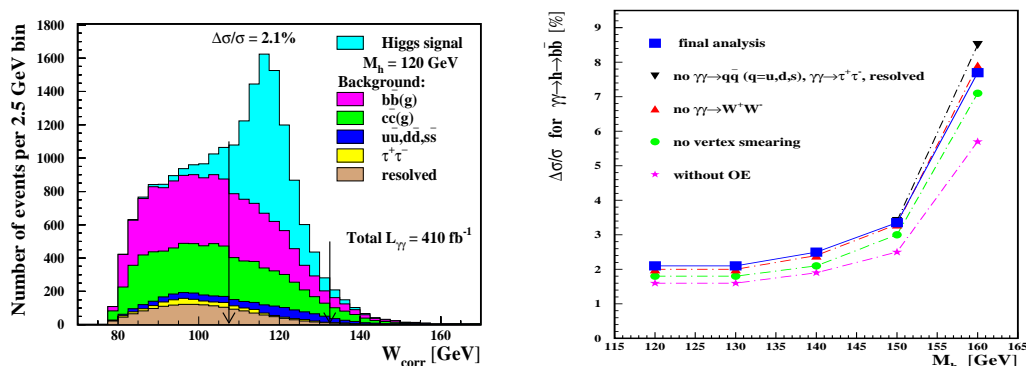 Number of events per 2.5 GeV bin
1800
1600
1400
1200
1000
800
600
400
200
0
Δσ/σ = 2.1%
Higgs signal
M_h = 120 GeV
Background:
bb̄(g)
cc̄(g)
uū,dd̄,ss̄
τ⁺τ⁻
resolved
Total L_γγ = 410 fb⁻¹
80 100 120 140 160
W_corr [GeV]
Δσ/σ for γγ→h→bb̄ [%]
9
8
7
6
5
4
3
2
1
0
final analysis
no γγ→qq̄ (q=u,d,s), γγ→τ⁺τ⁻, resolved
no γγ→W⁺W⁻
no vertex smearing
without OE
115 120 125 130 135 140 145 150 155 160 165
M_h [GeV]